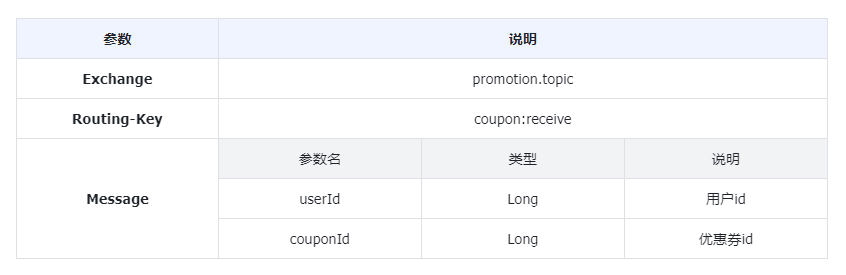 参数 说明
Exchange promotion.topic
Routing-Key coupon:receive
参数名 类型 说明
Message userId Long 用户id
couponId Long 优惠券id